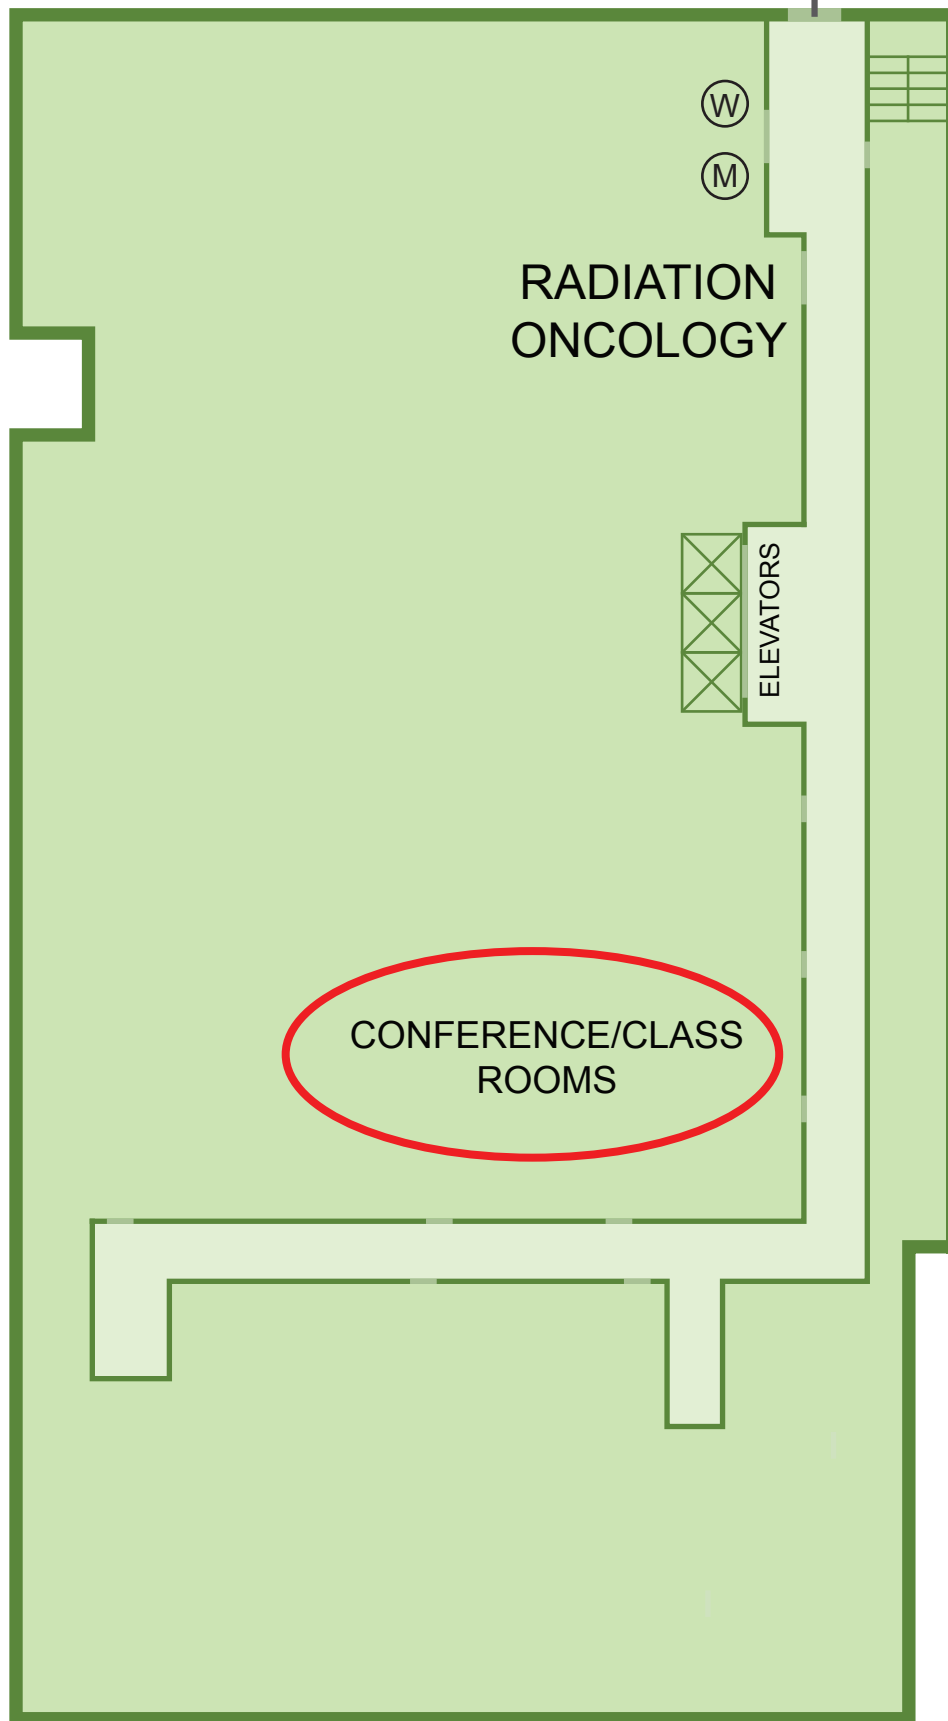 W
M
RADIATION
ONCOLOGY
ELEVATORS
CONFERENCE/CLASS
ROOMS